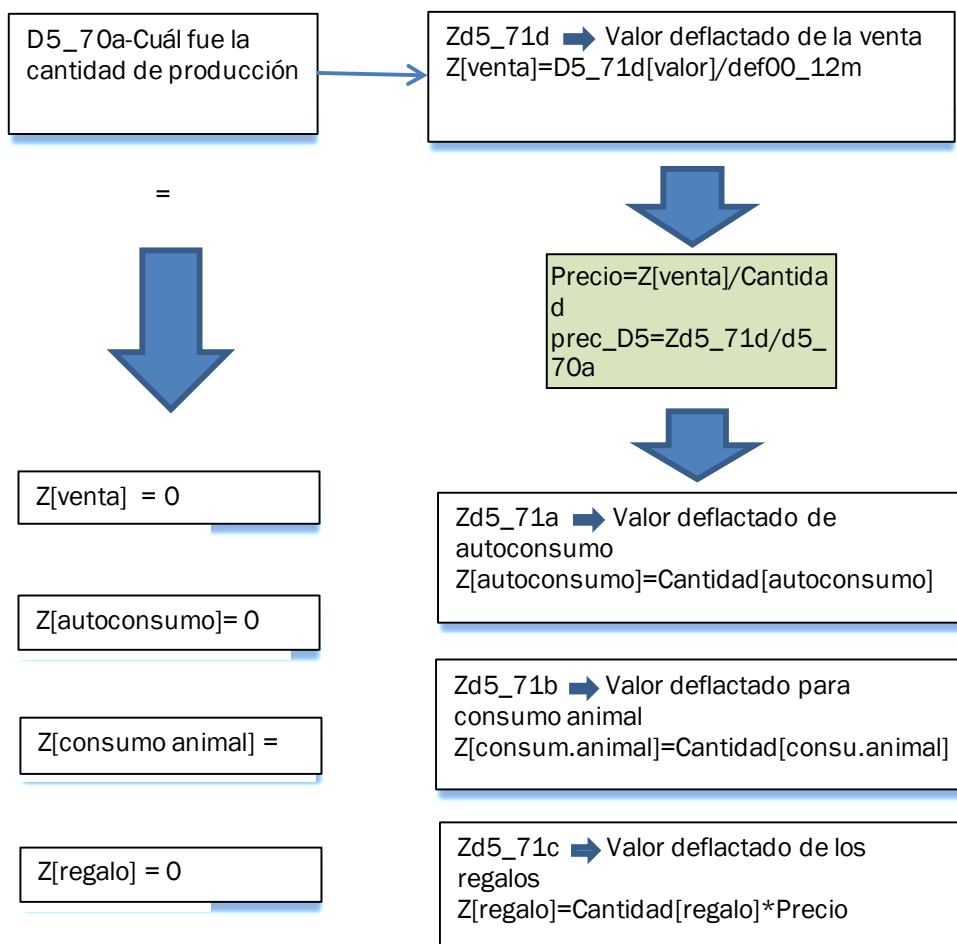 D5_70a-Cuál fue la
cantidad de producción
Zd5_71d Valor deflactado de la venta
Z[venta]=D5_71d[valor]/def00_12m
=
Precio=Z[venta]/Cantida
d
prec_D5=Zd5_71d/d5_
70a
Z[venta] = 0
Z[autoconsumo]= 0
Z[consumo animal] =
Z[regalo] = 0
Zd5_71a Valor deflactado de
autoconsumo
Z[autoconsumo]=Cantidad[autoconsumo]
Zd5_71b Valor deflactado para
consumo animal
Z[consum.animal]=Cantidad[consu.animal]
Zd5_71c Valor deflactado de los
regalos
Z[regalo]=Cantidad[regalo]*Precio